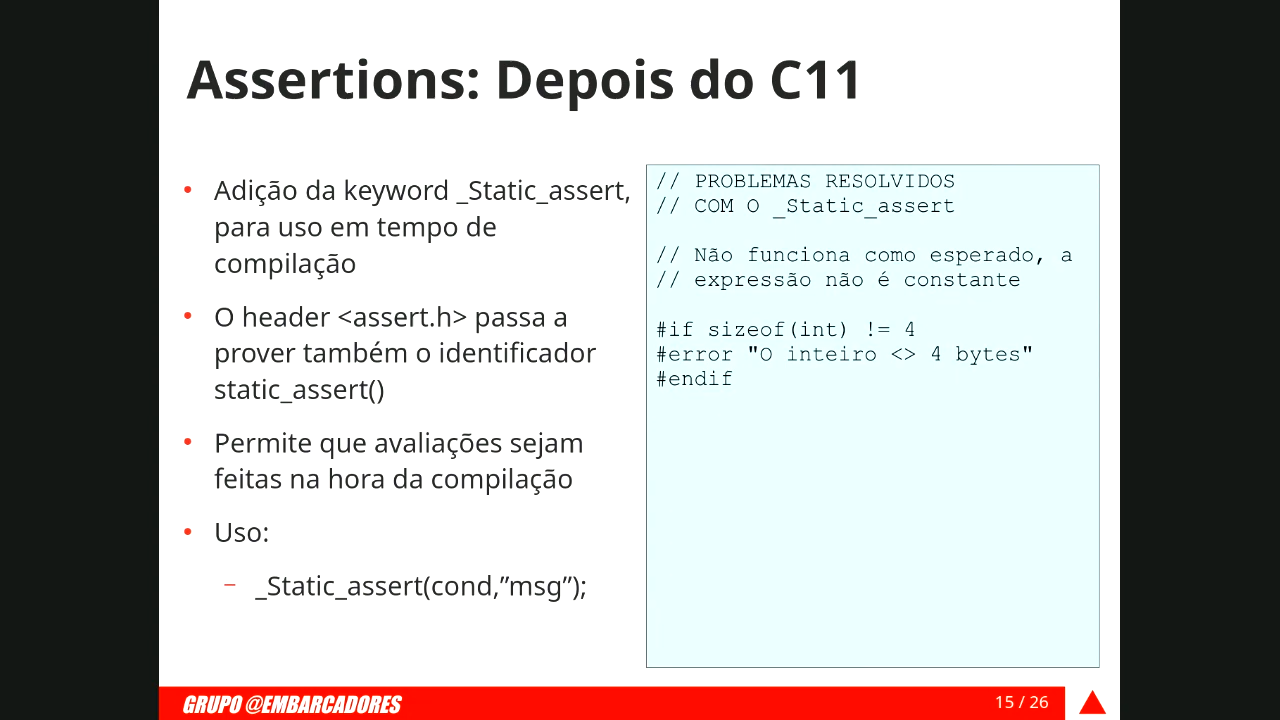 Assertions: Depois do C11
• Adição da keyword _Static_assert,
para uso em tempo de
compilação
• O header <assert.h> passa a
prover também o identificador
static_assert()
• Permite que avaliações sejam
feitas na hora da compilação
• Uso:
– _Static_assert(cond,”msg”);
// PROBLEMAS RESOLVIDOS
// COM O _Static_assert
// Não funciona como esperado, a
// expressão não é constante
#if sizeof(int) != 4
#error "O inteiro <> 4 bytes"
#endif
GRUPO @EMBARCADORES
15 / 26